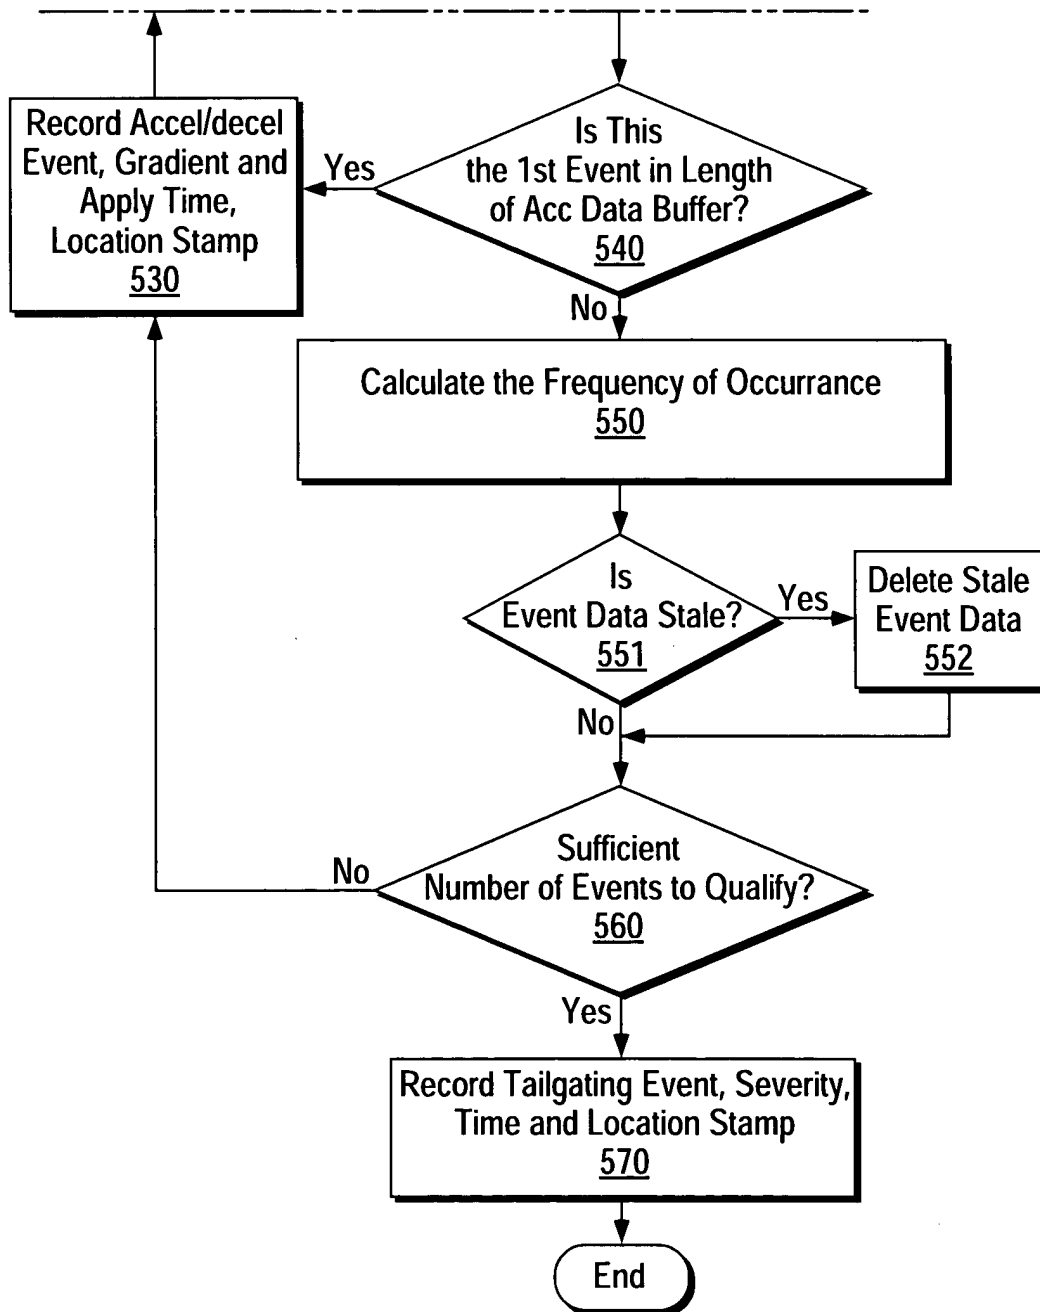 Record Accel/decel
Event, Gradient and
Apply Time,
Location Stamp
530
Yes
Is This
the 1st Event in Length
of Acc Data Buffer?
540
No
Calculate the Frequency of Occurrance
550
Is
Event Data Stale?
551
Yes
Delete Stale
Event Data
552
No
Sufficient
Number of Events to Qualify?
560
No
Yes
Record Tailgating Event, Severity,
Time and Location Stamp
570
End